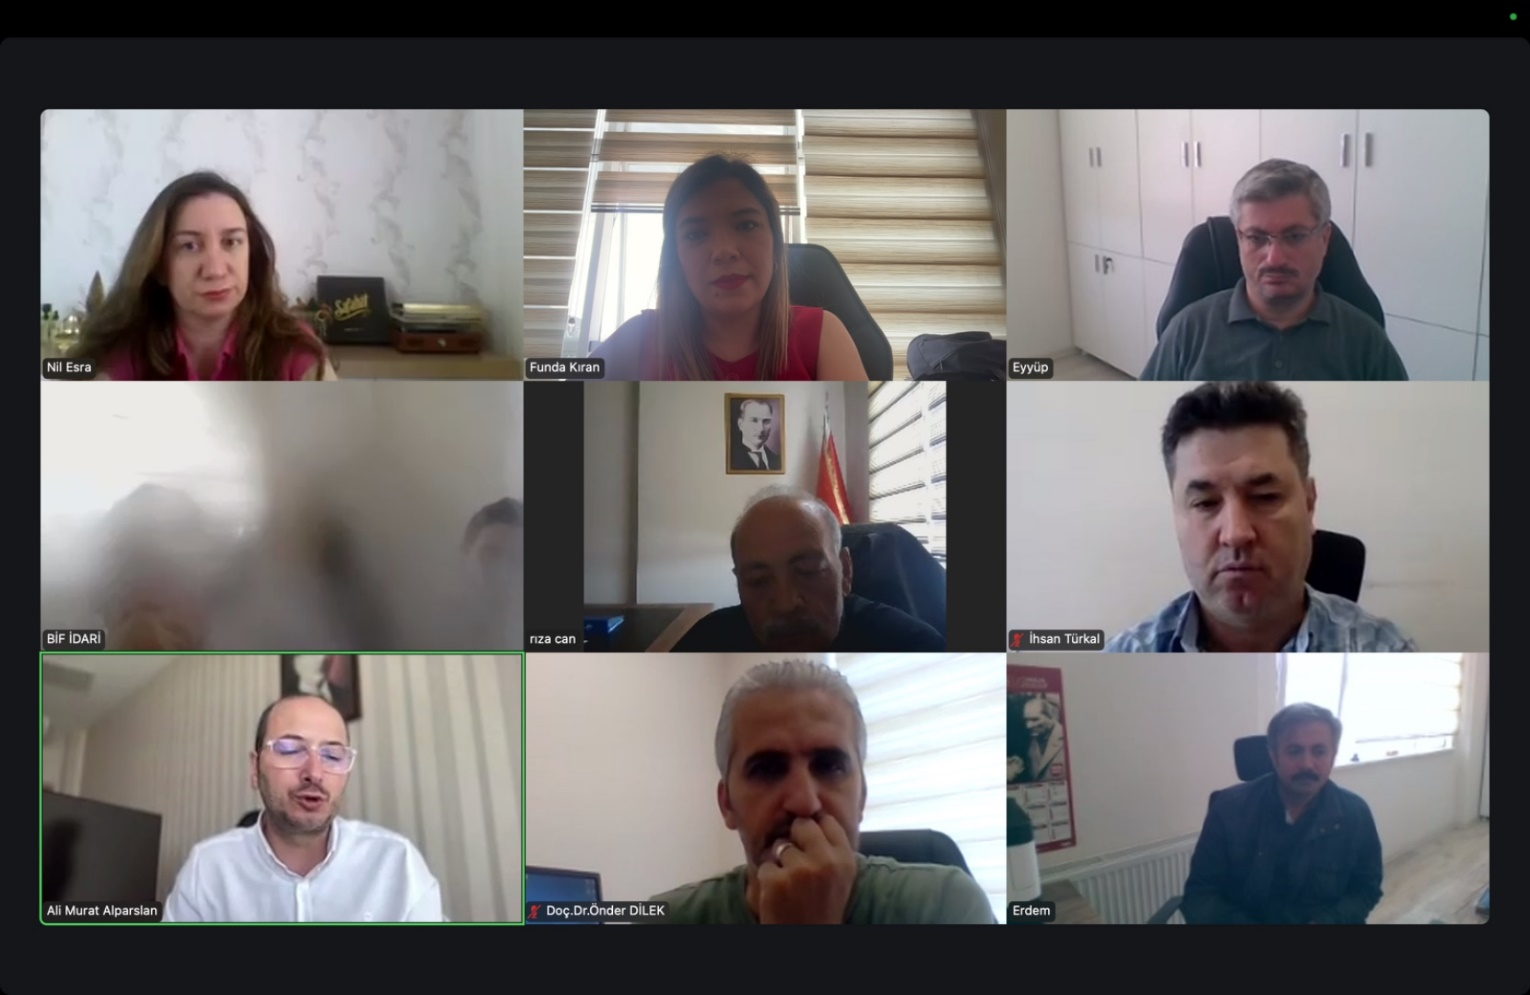 Nil Esra
Funda Kıran
Eyyüp
BİF İDARİ
rıza can
İhsan Türkal
Ali Murat Alparslan
Doç.Dr.Önder DİLEK
Erdem